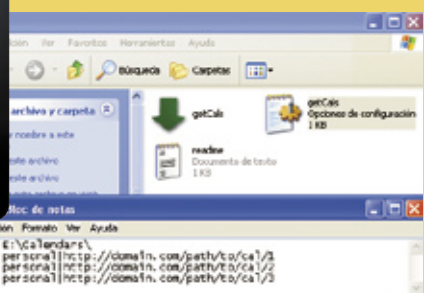 Ver Favoritos Herramientas Ayuda
Búsqueda Carpetas
archivo y carpeta
nombre a este
este archivo
este archivo
getCals
getCals
Opciones de configuración
1 KB
readme
Documento de texto
1 KB
Bloc de notas
Formato Ver Ayuda
E:\Calendars\
personal|http://domain.com/path/to/cal/1
personal|http://domain.com/path/to/cal/2
personal|http://domain.com/path/to/cal/3